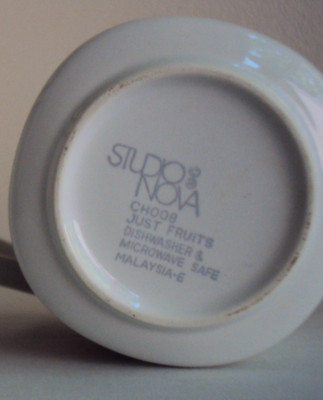 STUDIO
NOVA
CH008
JUST FRUITS
DISHWASHER &
MICROWAVE SAFE
MALAYSIA-E